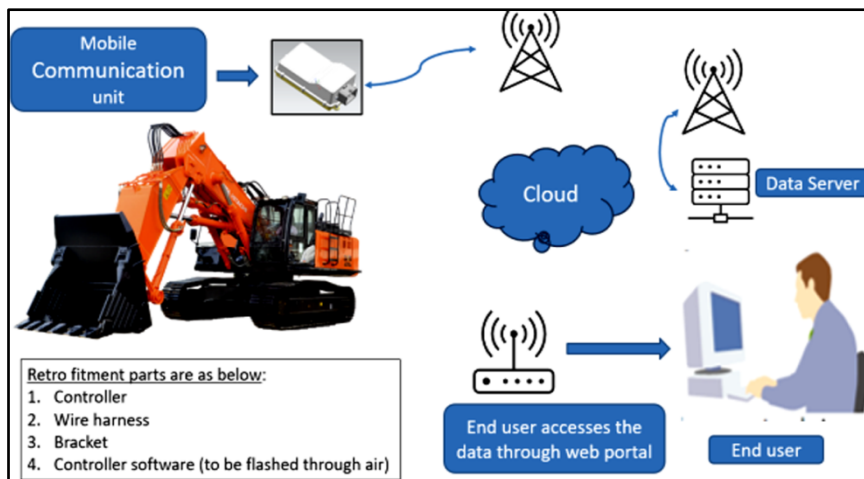 Mobile
Communication
unit
Cloud
Data Server
Retro fitment parts are as below:
1. Controller
2. Wire harness
3. Bracket
4. Controller software (to be flashed through air)
End user accesses the
data through web portal
End user